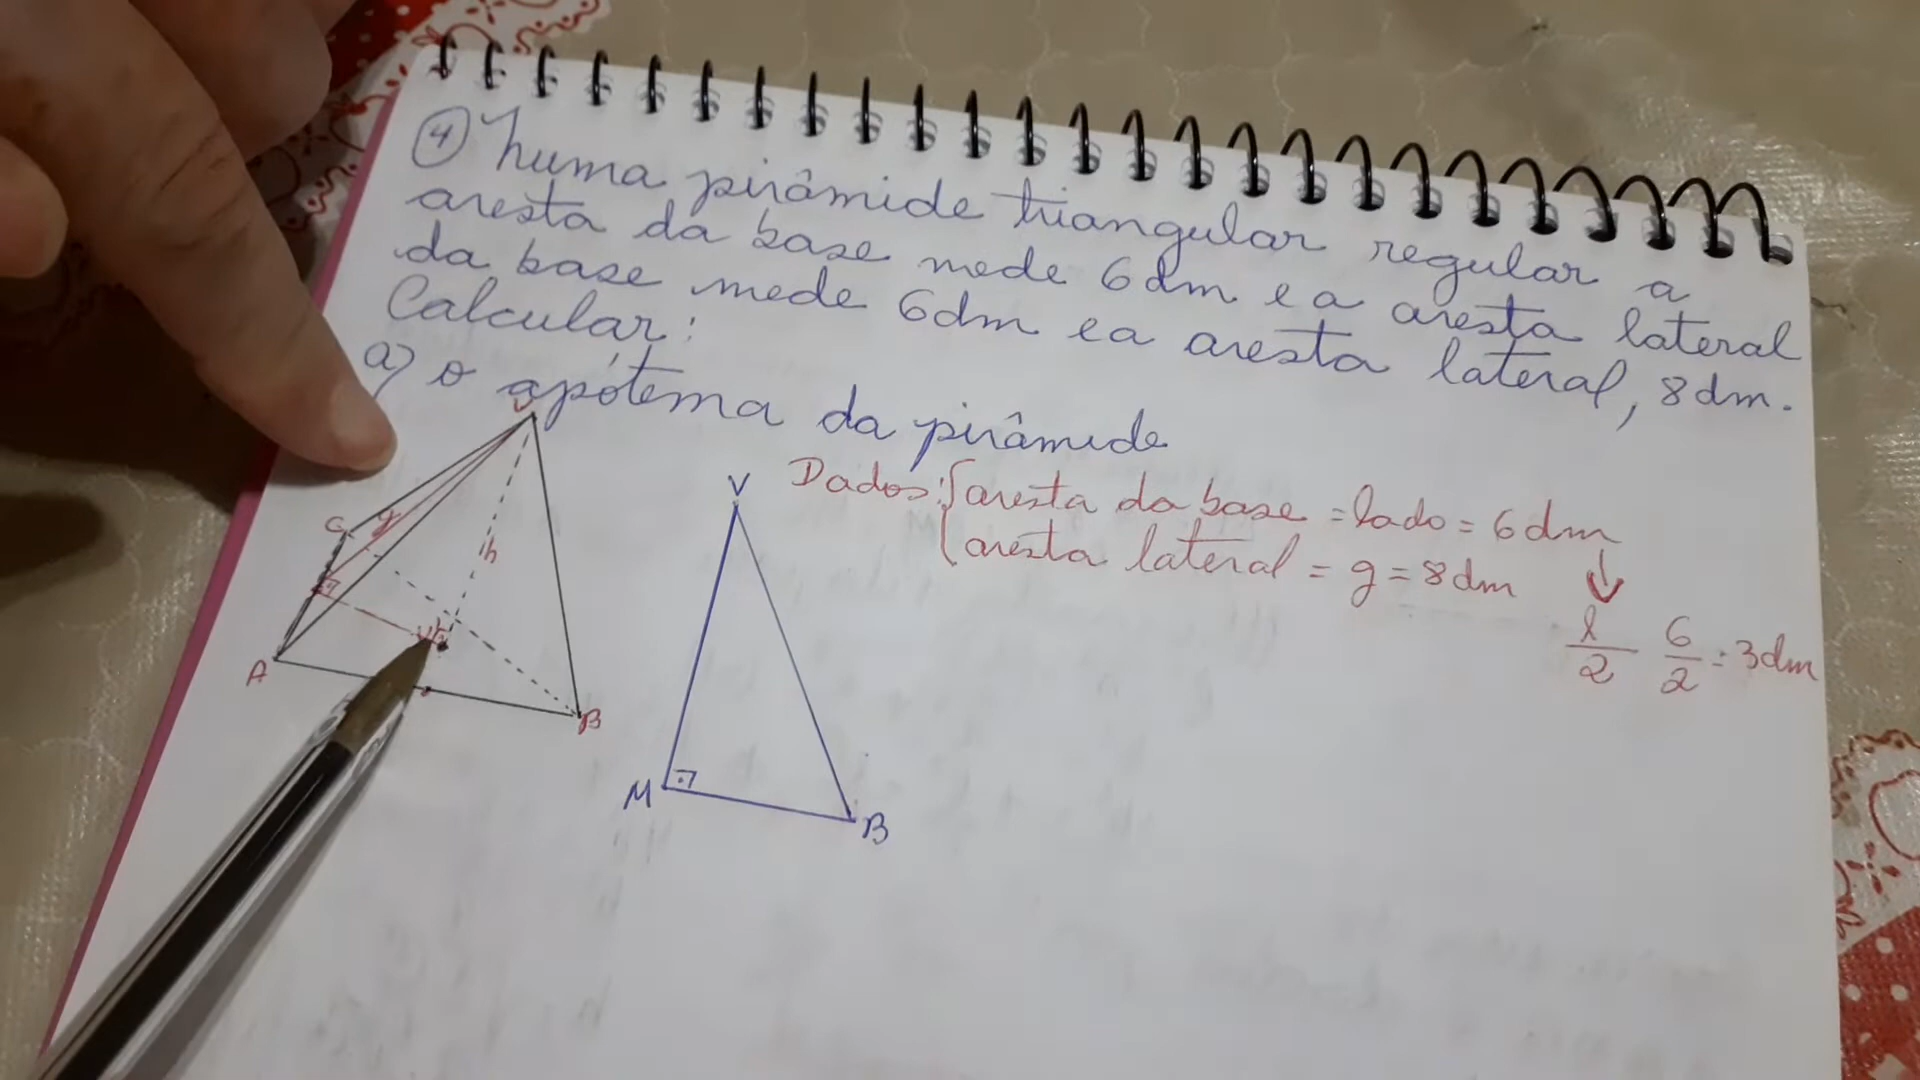 4 Numa pirâmide triangular regular a
aresta da base mede 6dm e a aresta lateral
da base mede 6dm e a aresta lateral, 8dm.
Calcular:
a) o apótema da pirâmide
Dados: { aresta da base = lado = 6dm
aresta lateral = g = 8dm
l/2 6/2 = 3dm
V
C
g
h
A
B
V
M
B